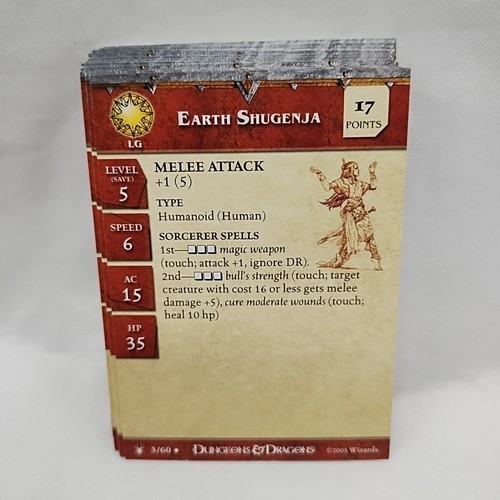 EARTH SHUGENJA
17
POINTS
LG
LEVEL
(SAVE)
5
SPEED
6
AC
15
HP
35
MELEE ATTACK
+1 (5)
TYPE
Humanoid (Human)
SORCERER SPELLS
1st—□□□ magic weapon
(touch; attack +1, ignore DR).
2nd—□□□ bull's strength (touch; target
creature with cost 16 or less gets melee
damage +5), cure moderate wounds (touch;
heal 10 hp)
3/60 ◆ DUNGEONS & DRAGONS ©2005 Wizards